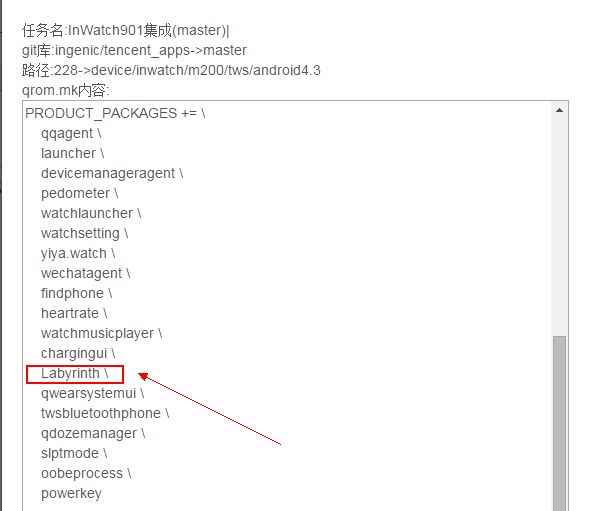 任务名:InWatch901集成(master)|
git库:ingenic/tencent_apps->master
路径:228->device/inwatch/m200/tws/android4.3
qrom.mk内容:
PRODUCT_PACKAGES += \
qqagent \
launcher \
devicemanageragent \
pedometer \
watchlauncher \
watchsetting \
yiya.watch \
wechatagent \
findphone \
heartrate \
watchmusicplayer \
chargingui \
Labyrinth \
qwearsystemui \
twsbluetoothphone \
qdozemanager \
slptmode \
oobeprocess \
powerkey